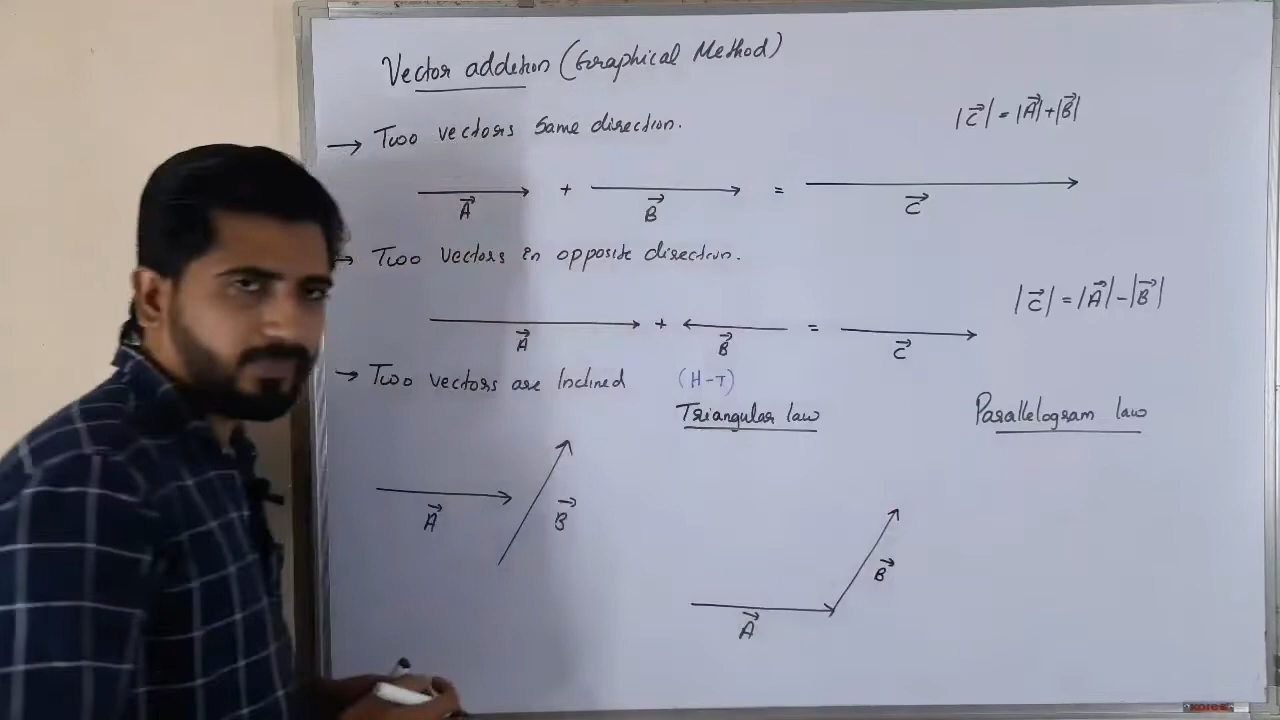 Vector addition (Graphical Method)
→ Two vectors same direction.
|C⃗| = |A⃗|+|B⃗|
A⃗ + B⃗ = C⃗
→ Two vectors in opposite direction.
|C⃗| = |A⃗|-|B⃗|
A⃗ + B⃗ = C⃗
→ Two vectors are Inclined (H-T)
Triangular law
Parallelogram law
A⃗
B⃗
A⃗
B⃗